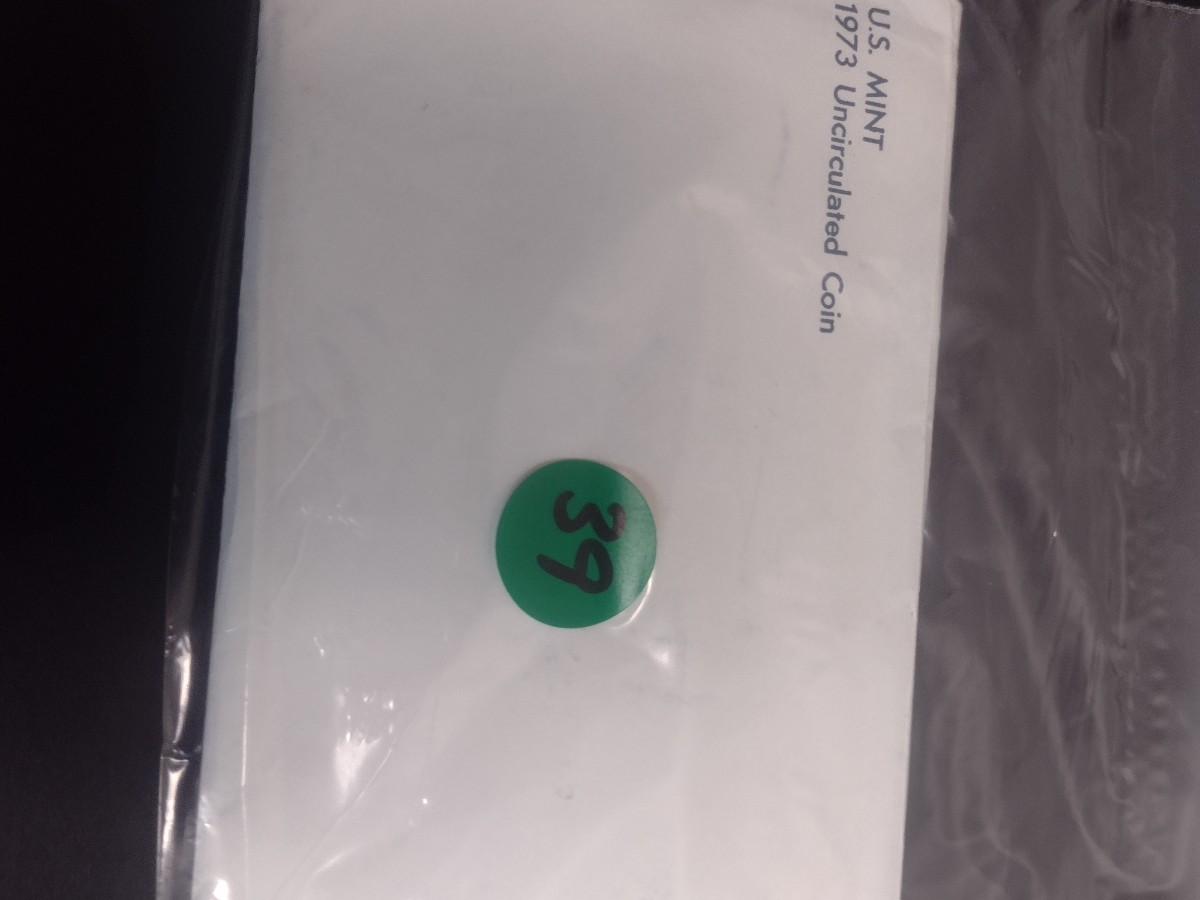 U.S. MINT
1973 Uncirculated Coin
39